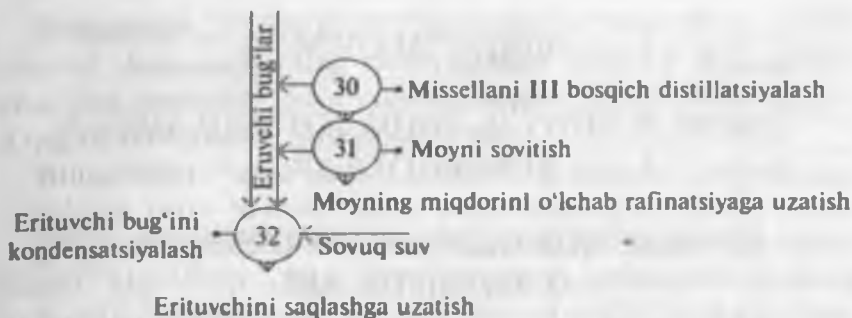 Eruvchi bug‘lar
30
Missellani III bosqich distillatsiyalash
31
Moyni sovitish
Moyning miqdorinl o‘lchab rafinatsiyaga uzatish
Erituvchi bug‘ini
kondensatsiyalash
32
Sovuq suv
Erituvchini saqlashga uzatish